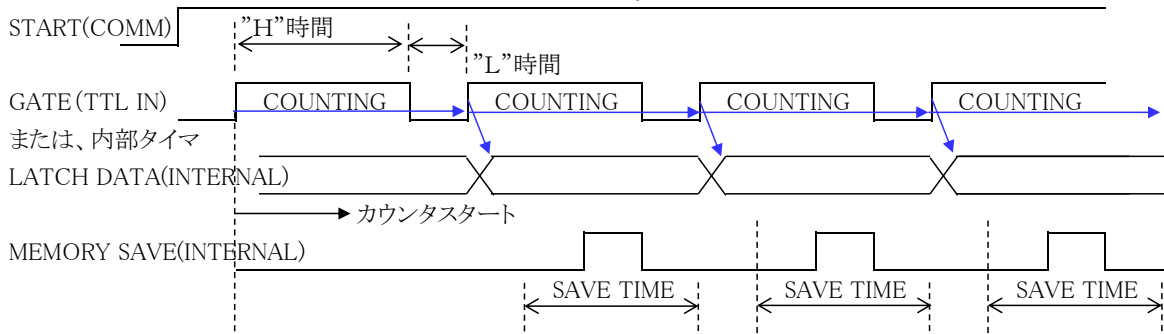 START(COMM)
"H"時間
"L"時間
GATE(TTL IN)
COUNTING COUNTING COUNTING COUNTING
または、内部タイマ
LATCH DATA(INTERNAL)
カウンタスタート
MEMORY SAVE(INTERNAL)
SAVE TIME SAVE TIME SAVE TIME